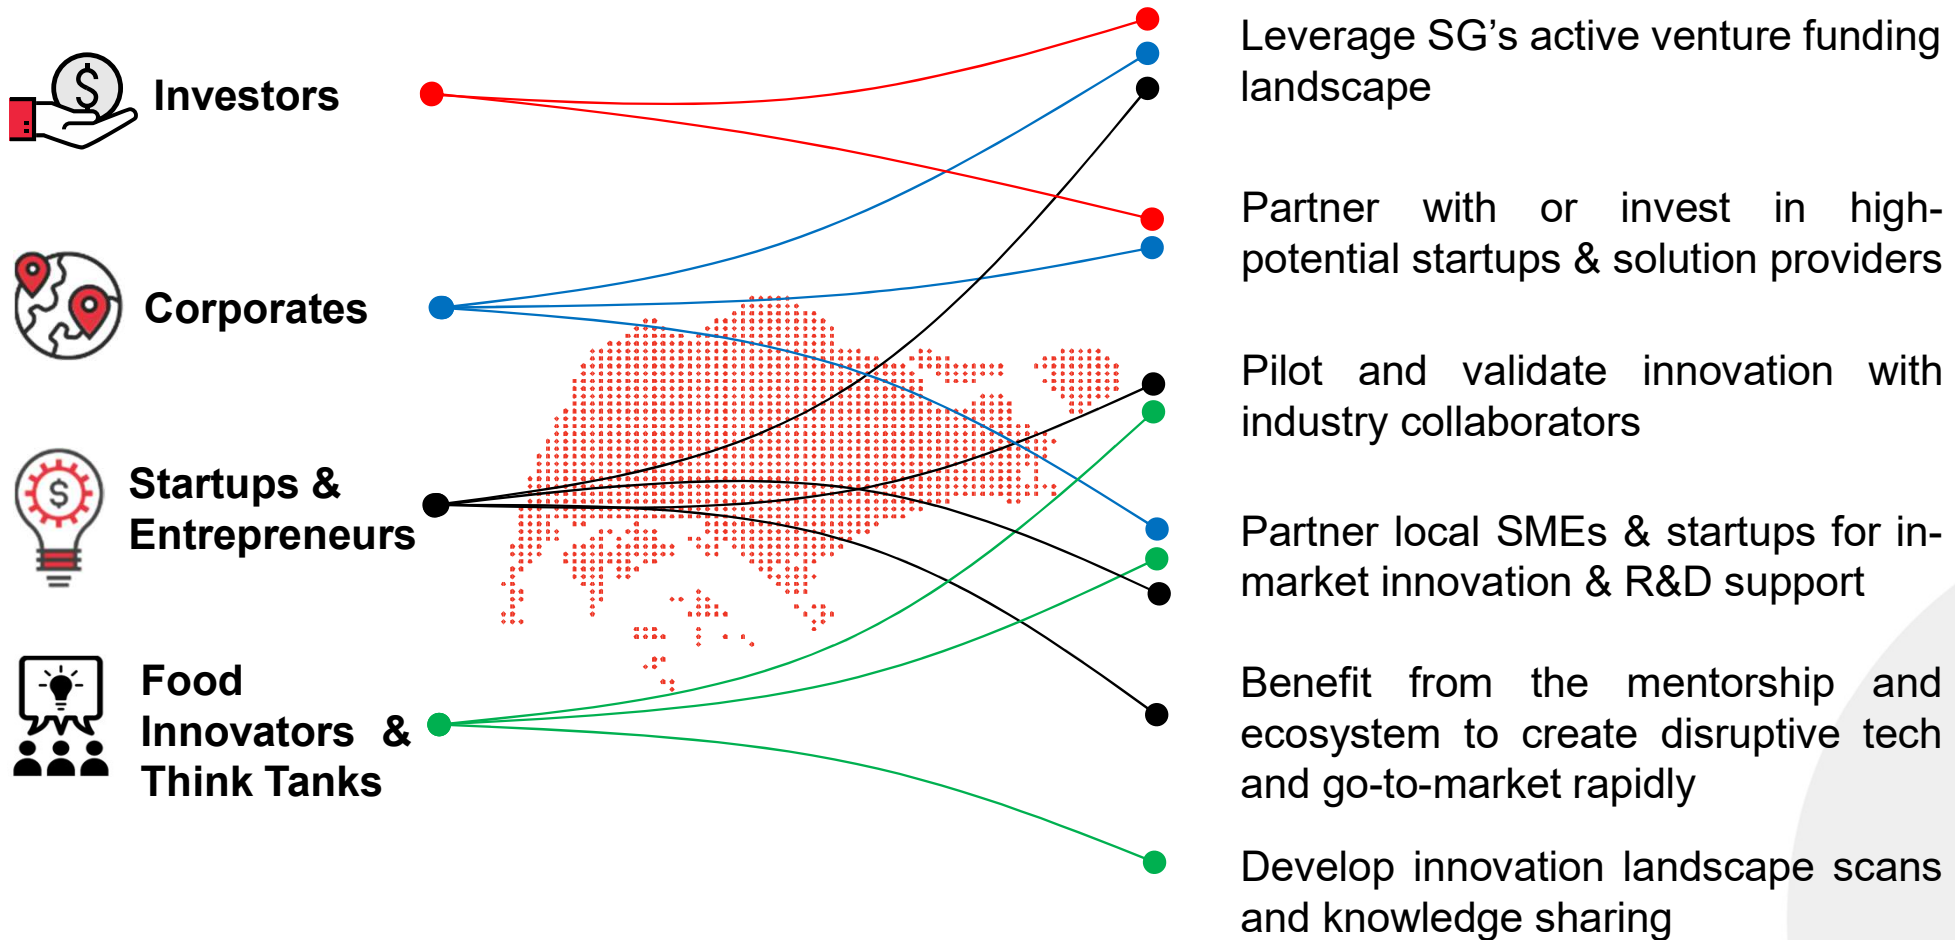 Investors
Corporates
Startups &
Entrepreneurs
Food
Innovators &
Think Tanks
Leverage SG’s active venture funding
landscape
Partner with or invest in high-
potential startups & solution providers
Pilot and validate innovation with
industry collaborators
Partner local SMEs & startups for in-
market innovation & R&D support
Benefit from the mentorship and
ecosystem to create disruptive tech
and go-to-market rapidly
Develop innovation landscape scans
and knowledge sharing